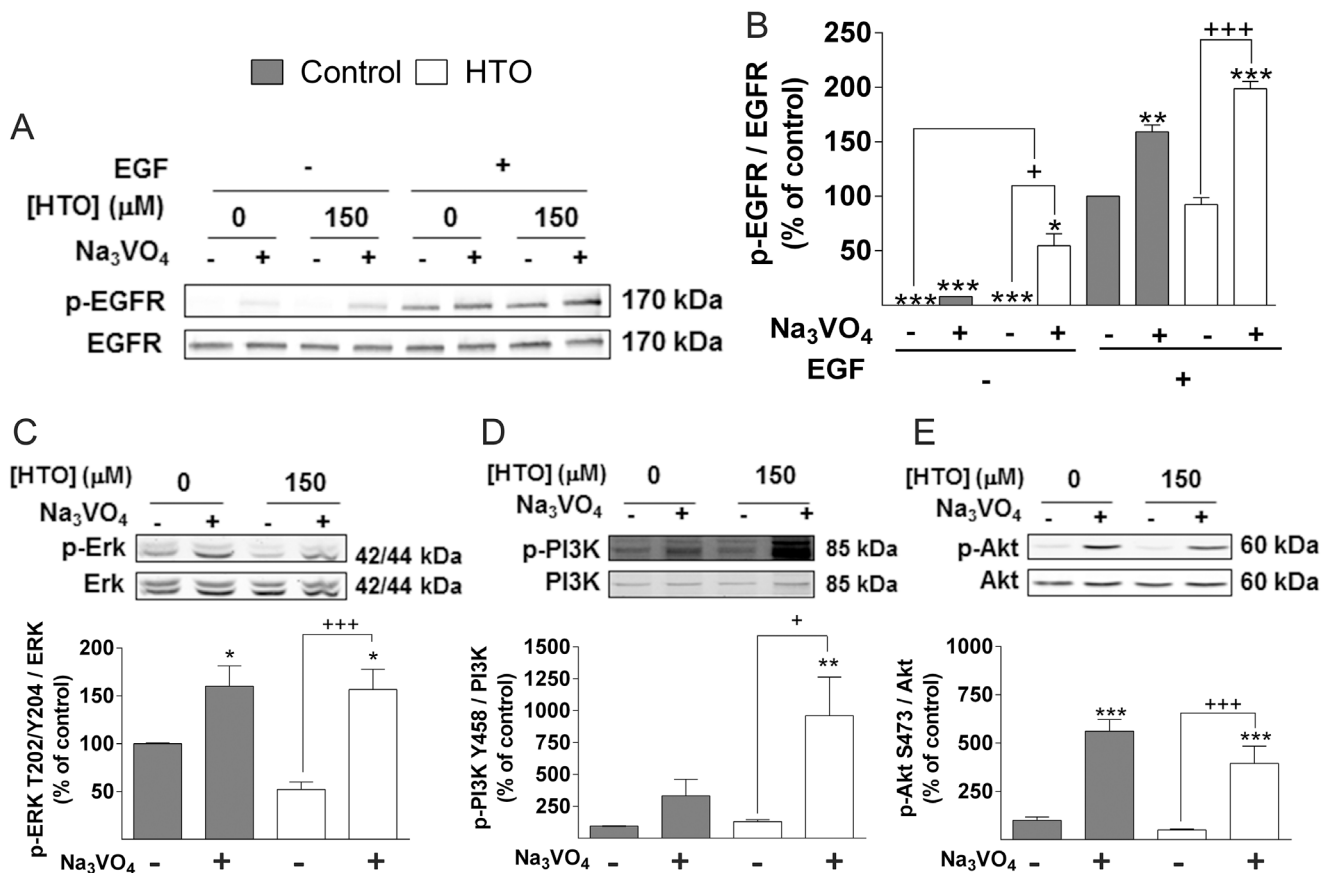 Control HTO
A
EGF - +
[HTO] (µM) 0 150 0 150
Na3VO4 - + - + - + - +
p-EGFR 170 kDa
EGFR 170 kDa
B
p-EGFR / EGFR
(% of control)
250
200
150
100
50
*** *** *** * ** ***
+ + +++
Na3VO4 - + - + - + - +
EGF - +
C
[HTO] (µM) 0 150
Na3VO4 - + - +
p-Erk 42/44 kDa
Erk 42/44 kDa
p-ERK T202/Y204 / ERK
(% of control)
200
150
100
50
* +++ *
Na3VO4 - + - +
D
[HTO] (µM) 0 150
Na3VO4 - + - +
p-PI3K 85 kDa
PI3K 85 kDa
p-PI3K Y458 / PI3K
(% of control)
1500
1250
1000
750
500
250
+ **
Na3VO4 - + - +
E
[HTO] (µM) 0 150
Na3VO4 - + - +
p-Akt 60 kDa
Akt 60 kDa
p-Akt S473 / Akt
(% of control)
1000
750
500
250
*** +++ ***
Na3VO4 - + - +